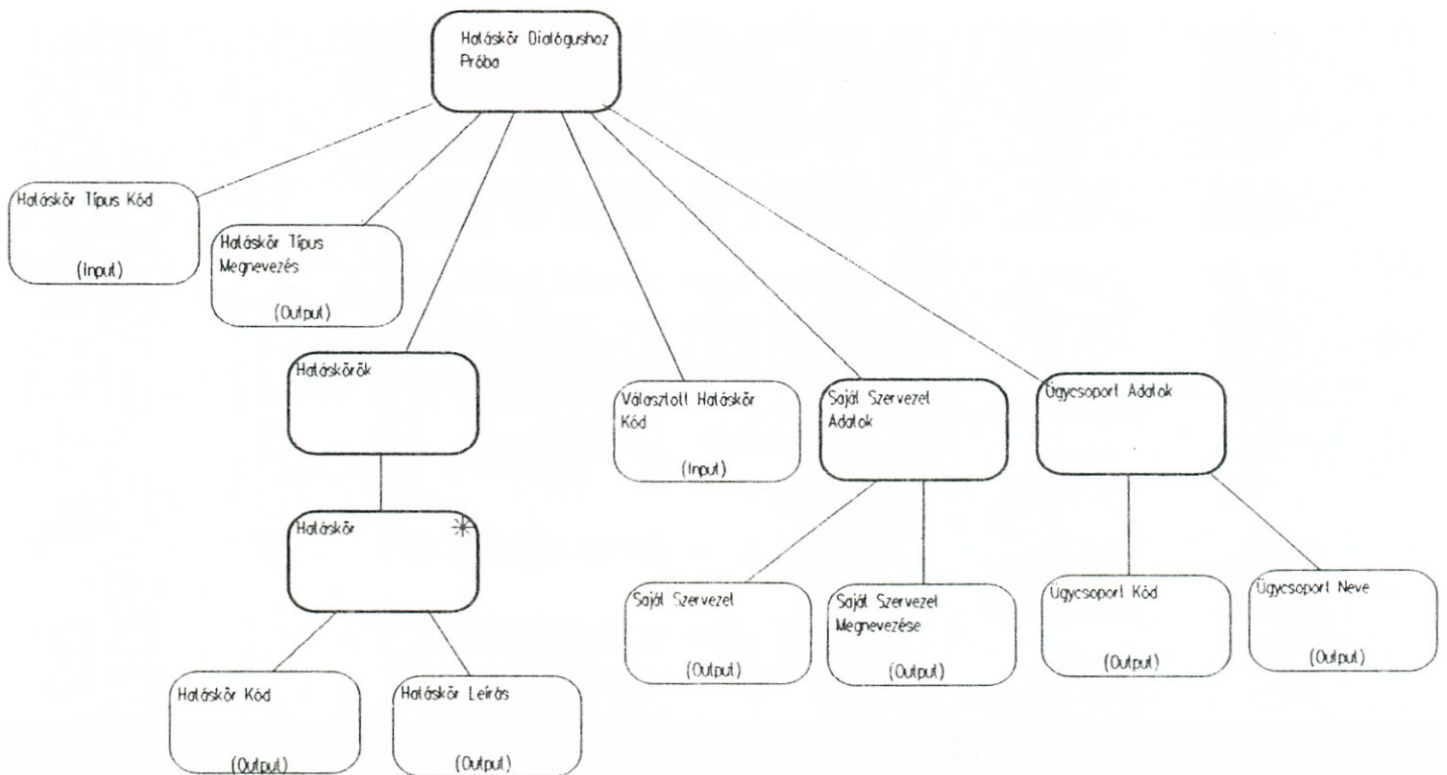 Hatáskör Dialógushoz
Próba
Hatáskör Típus Kód
(Input)
Hatáskör Típus
Megnevezés
(Output)
Hatáskörök
Választott Hatáskör
Kód
(Input)
Saját Szervezet
Adatok
Ügycsoport Adatok
Hatáskör
Saját Szervezet
(Output)
Saját Szervezet
Megnevezése
(Output)
Ügycsoport Kód
(Output)
Ügycsoport Neve
(Output)
Hatáskör Kód
(Output)
Hatáskör Leírás
(Output)